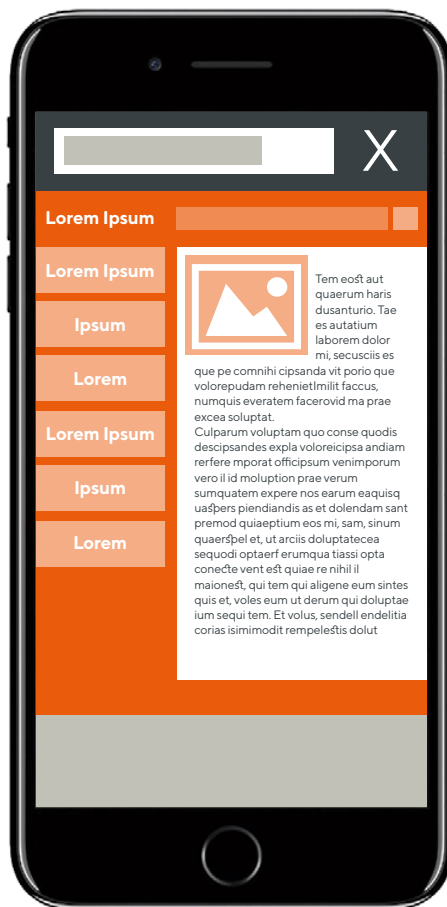 X
Lorem Ipsum
Lorem Ipsum
Ipsum
Lorem
Lorem Ipsum
Ipsum
Lorem
Tem eost aut
quaerum haris
dusanturio. Tae
es autatium
laborem dolor
mi, secusciis es
que pe comnihi cipsanda vit porio que
volorepudam rehenietImilit faccus,
numquis everatem facerovid ma prae
excea soluptat.
Culparum voluptam quo conse quodis
descipsandes expla voloreicipsa andiam
rerfere mporat officipsum venimporum
vero il id moluption prae verum
sumquatem expere nos earum eaquisq
uaspers piendiandis as et dolendam sant
premod quiaeptium eos mi, sam, sinum
quaerspel et, ut arciis doluptatecea
sequodi optaerf erumqua tiassi opta
conecte vent est quiae re nihil il
maionest, qui tem qui aligene eum sintes
quis et, voles eum ut derum qui doluptae
ium sequi tem. Et volus, sendell endelitia
corias isimimodit rempelestis dolut